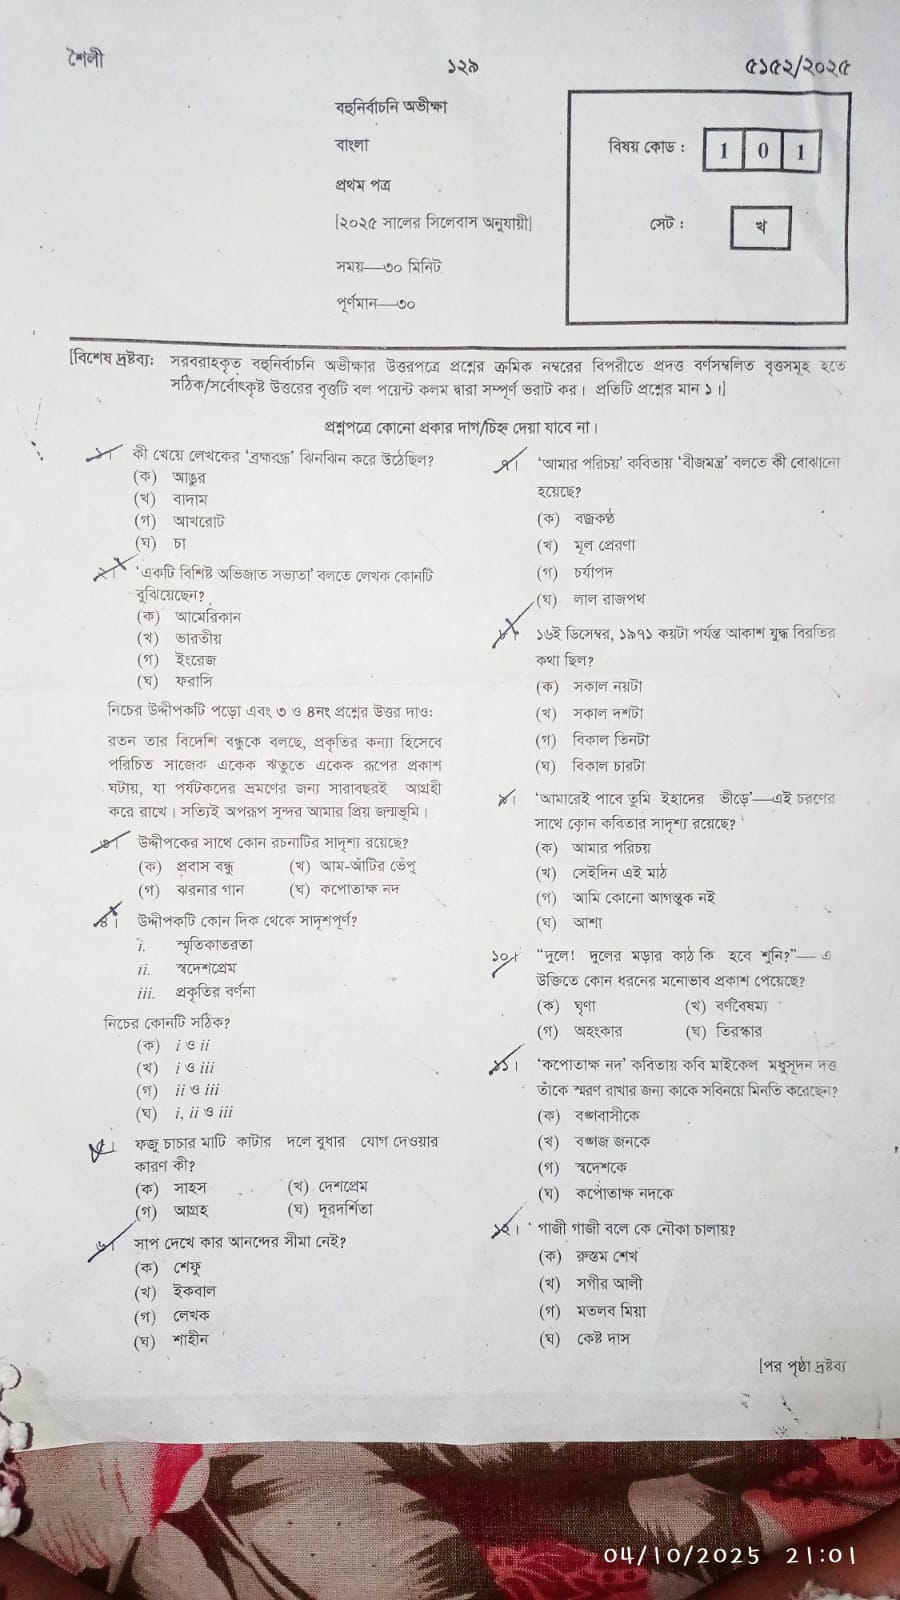 শৈলী
১২৯
৫১৫২/২০২৫
বহুনির্বাচনি অভীক্ষা
বাংলা
প্রথম পত্র
[২০২৫ সালের সিলেবাস অনুযায়ী]
সময়—৩০ মিনিট
পূর্ণমান—৩০
বিষয় কোড : 1 0 1
সেট : খ
[বিশেষ দ্রষ্টব্য: সরবরাহকৃত বহুনির্বাচনি অভীক্ষার উত্তরপত্রে প্রশ্নের ক্রমিক নম্বরের বিপরীতে প্রদত্ত বর্ণসম্বলিত বৃত্তসমূহ হতে
সঠিক/সর্বোৎকৃষ্ট উত্তরের বৃত্তটি বল পয়েন্ট কলম দ্বারা সম্পূর্ণ ভরাট কর। প্রতিটি প্রশ্নের মান ১।]
প্রশ্নপত্রে কোনো প্রকার দাগ/চিহ্ন দেয়া যাবে না।
১। কী খেয়ে লেখকের 'ব্রহ্মরন্ধ্র' ঝিনঝিন করে উঠেছিল?
(ক) আঙুর
(খ) বাদাম
(গ) আখরোট
(ঘ) চা
২। 'একটি বিশিষ্ট অভিজাত সভ্যতা' বলতে লেখক কোনটি
বুঝিয়েছেন?
(ক) আমেরিকান
(খ) ভারতীয়
(গ) ইংরেজ
(ঘ) ফরাসি
নিচের উদ্দীপকটি পড়ো এবং ৩ ও ৪নং প্রশ্নের উত্তর দাও:
রতন তার বিদেশি বন্ধুকে বলছে, প্রকৃতির কন্যা হিসেবে
পরিচিত সাজেক একেক ঋতুতে একেক রূপের প্রকাশ
ঘটায়, যা পর্যটকদের ভ্রমণের জন্য সারাবছরই আগ্রহী
করে রাখে। সত্যিই অপরূপ সুন্দর আমার প্রিয় জন্মভূমি।
৩। উদ্দীপকের সাথে কোন রচনাটির সাদৃশ্য রয়েছে?
(ক) প্রবাস বন্ধু (খ) আম-আঁটির ভেঁপু
(গ) ঝরনার গান (ঘ) কপোতাক্ষ নদ
৪। উদ্দীপকটি কোন দিক থেকে সাদৃশপূর্ণ?
i. স্মৃতিকাতরতা
ii. স্বদেশপ্রেম
iii. প্রকৃতির বর্ণনা
নিচের কোনটি সঠিক?
(ক) i ও ii
(খ) i ও iii
(গ) ii ও iii
(ঘ) i, ii ও iii
৫। ফজু চাচার মাটি কাটার দলে বুধার যোগ দেওয়ার
কারণ কী?
(ক) সাহস (খ) দেশপ্রেম
(গ) আগ্রহ (ঘ) দূরদর্শিতা
৬। সাপ দেখে কার আনন্দের সীমা নেই?
(ক) শেফু
(খ) ইকবাল
(গ) লেখক
(ঘ) শাহীন
৭। 'আমার পরিচয়' কবিতায় 'বীজমন্ত্র' বলতে কী বোঝানো
হয়েছে?
(ক) বজ্রকণ্ঠ
(খ) মূল প্রেরণা
(গ) চর্যাপদ
(ঘ) লাল রাজপথ
৮। ১৬ই ডিসেম্বর, ১৯৭১ কয়টা পর্যন্ত আকাশ যুদ্ধ বিরতির
কথা ছিল?
(ক) সকাল নয়টা
(খ) সকাল দশটা
(গ) বিকাল তিনটা
(ঘ) বিকাল চারটা
৯। 'আমারেই পাবে তুমি ইহাদের ভীড়ে'—এই চরণের
সাথে কোন কবিতার সাদৃশ্য রয়েছে?
(ক) আমার পরিচয়
(খ) সেইদিন এই মাঠ
(গ) আমি কোনো আগন্তুক নই
(ঘ) আশা
১০। "দুলে! দুলের মড়ার কাঠ কি হবে শুনি?"— এ
উক্তিতে কোন ধরনের মনোভাব প্রকাশ পেয়েছে?
(ক) ঘৃণা (খ) বর্ণবৈষম্য
(গ) অহংকার (ঘ) তিরস্কার
১১। 'কপোতাক্ষ নদ' কবিতায় কবি মাইকেল মধুসূদন দত্ত
তাঁকে স্মরণ রাখার জন্য কাকে সবিনয়ে মিনতি করেছেন?
(ক) বঙ্গবাসীকে
(খ) বঙ্গজ জনকে
(গ) স্বদেশকে
(ঘ) কপোতাক্ষ নদকে
১২। গাজী গাজী বলে কে নৌকা চালায়?
(ক) রুস্তম শেখ
(খ) সগীর আলী
(গ) মতলব মিয়া
(ঘ) কেষ্ট দাস
[পর পৃষ্ঠা দ্রষ্টব্য
04/10/2025 21:01